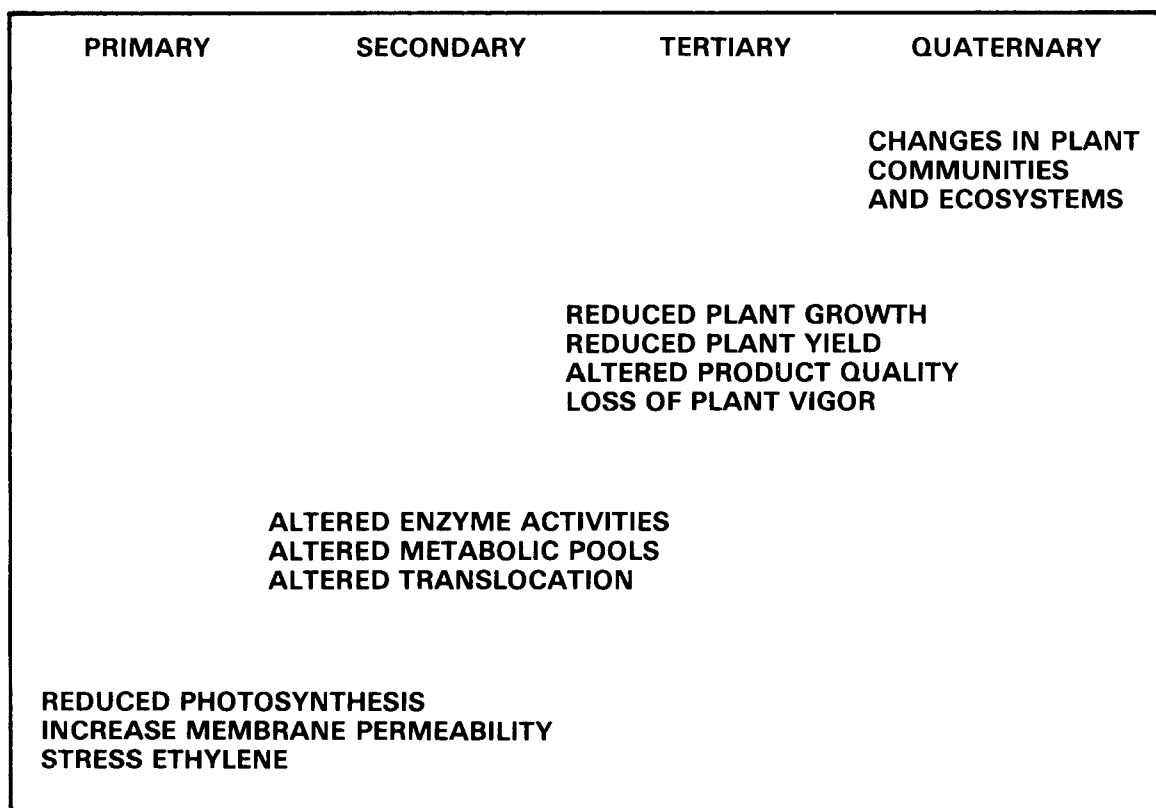 PRIMARY SECONDARY TERTIARY QUATERNARY
CHANGES IN PLANT
COMMUNITIES
AND ECOSYSTEMS
REDUCED PLANT GROWTH
REDUCED PLANT YIELD
ALTERED PRODUCT QUALITY
LOSS OF PLANT VIGOR
ALTERED ENZYME ACTIVITIES
ALTERED METABOLIC POOLS
ALTERED TRANSLOCATION
REDUCED PHOTOSYNTHESIS
INCREASE MEMBRANE PERMEABILITY
STRESS ETHYLENE